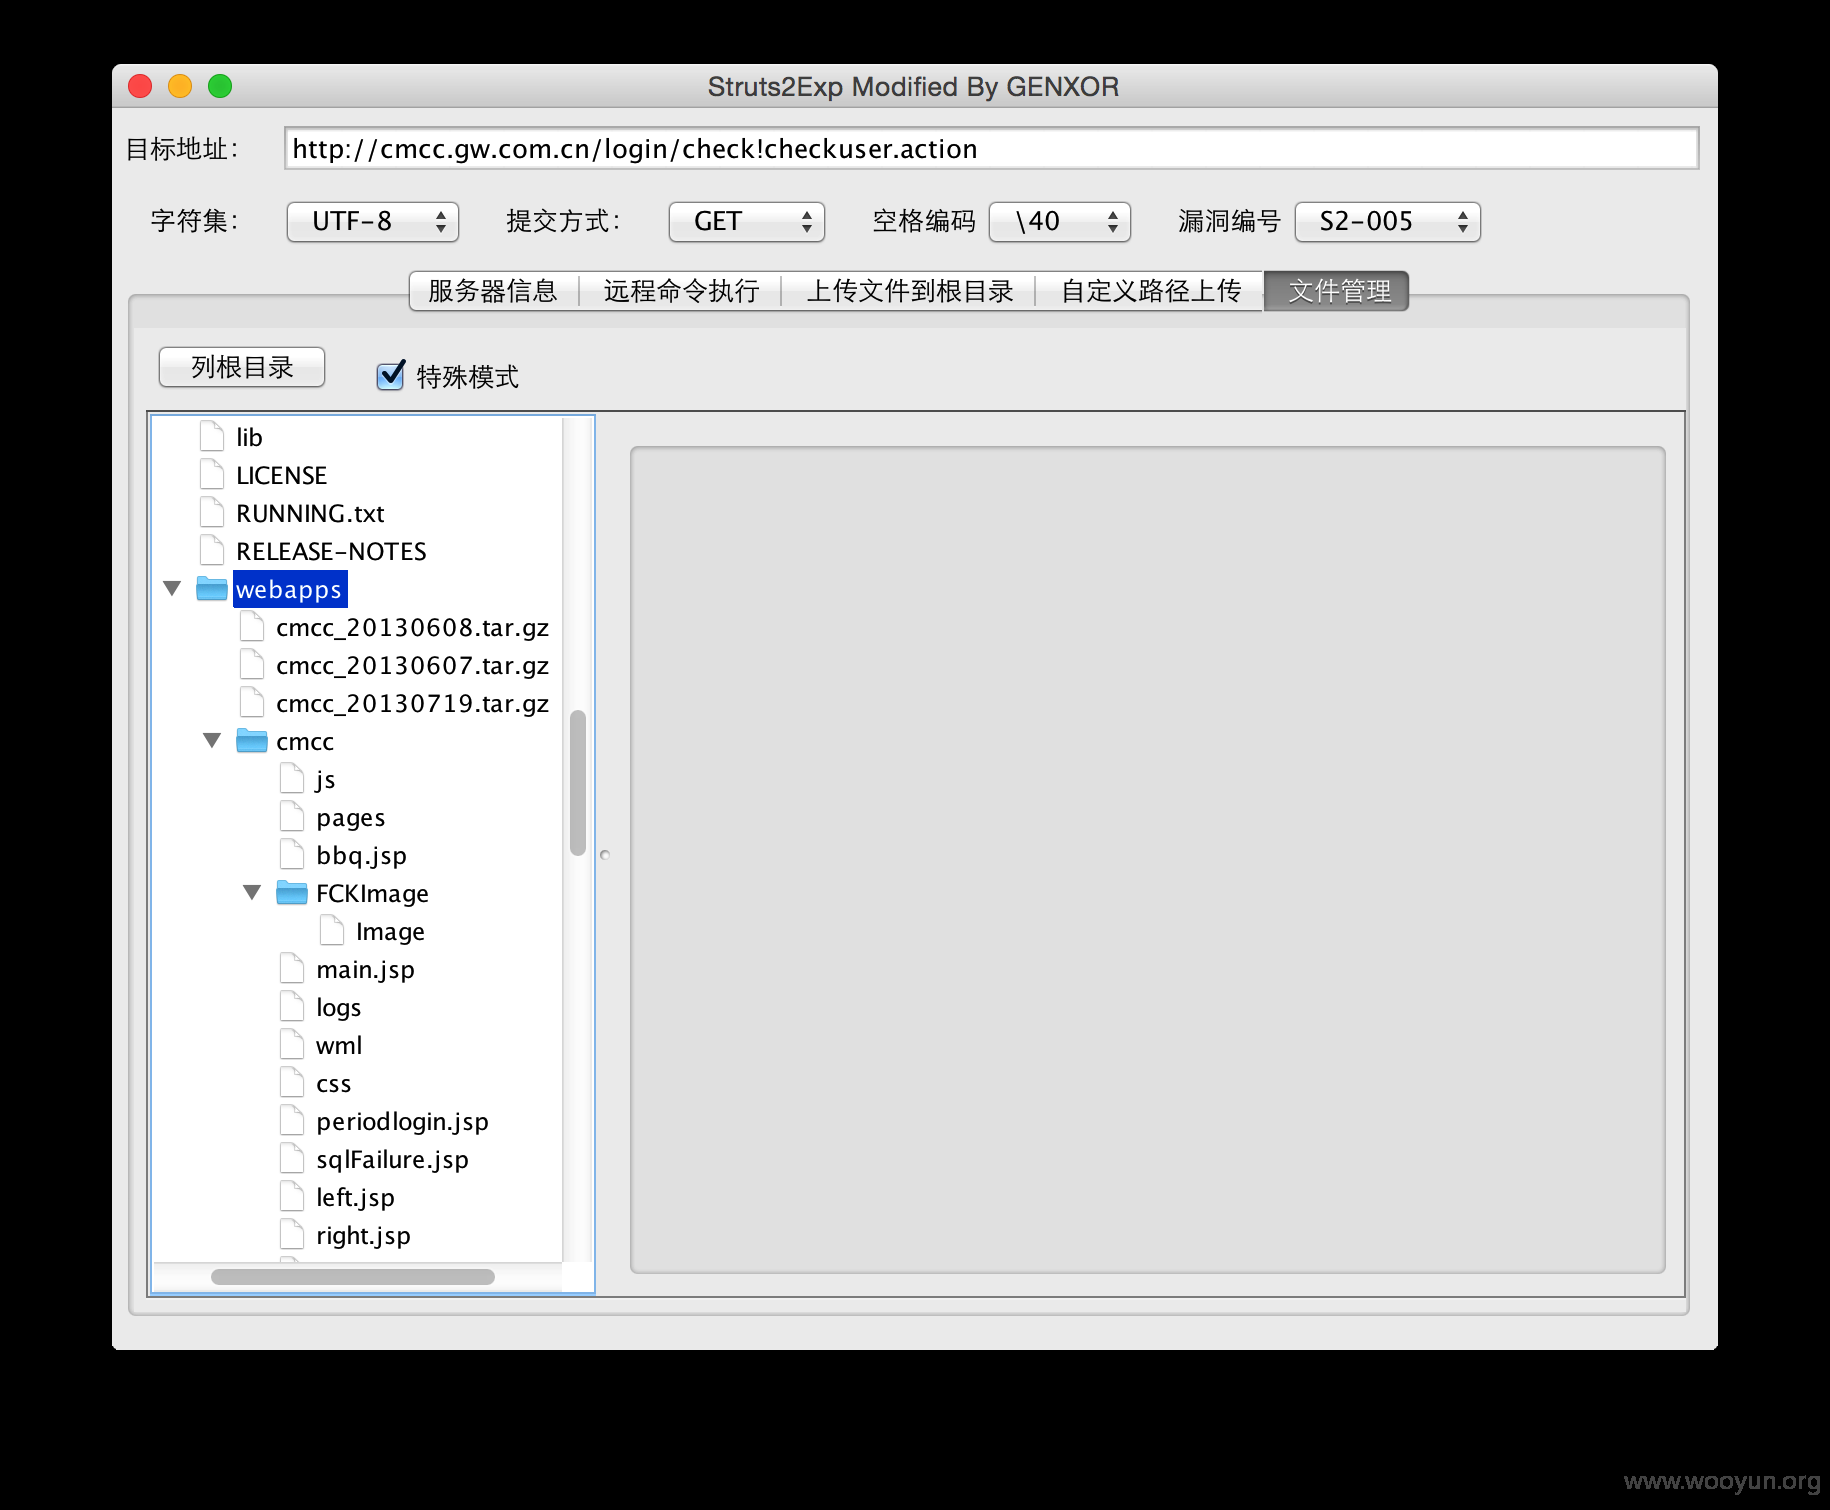 Struts2Exp Modified By GENXOR
目标地址： http://cmcc.gw.com.cn/login/check!checkuser.action
字符集： UTF-8 提交方式： GET 空格编码 \40 漏洞编号 S2-005
服务器信息 远程命令执行 上传文件到根目录 自定义路径上传 文件管理
列根目录 特殊模式
lib
LICENSE
RUNNING.txt
RELEASE-NOTES
webapps
cmcc_20130608.tar.gz
cmcc_20130607.tar.gz
cmcc_20130719.tar.gz
cmcc
js
pages
bbq.jsp
FCKImage
Image
main.jsp
logs
wml
css
periodlogin.jsp
sqlFailure.jsp
left.jsp
right.jsp
www.wooyun.org